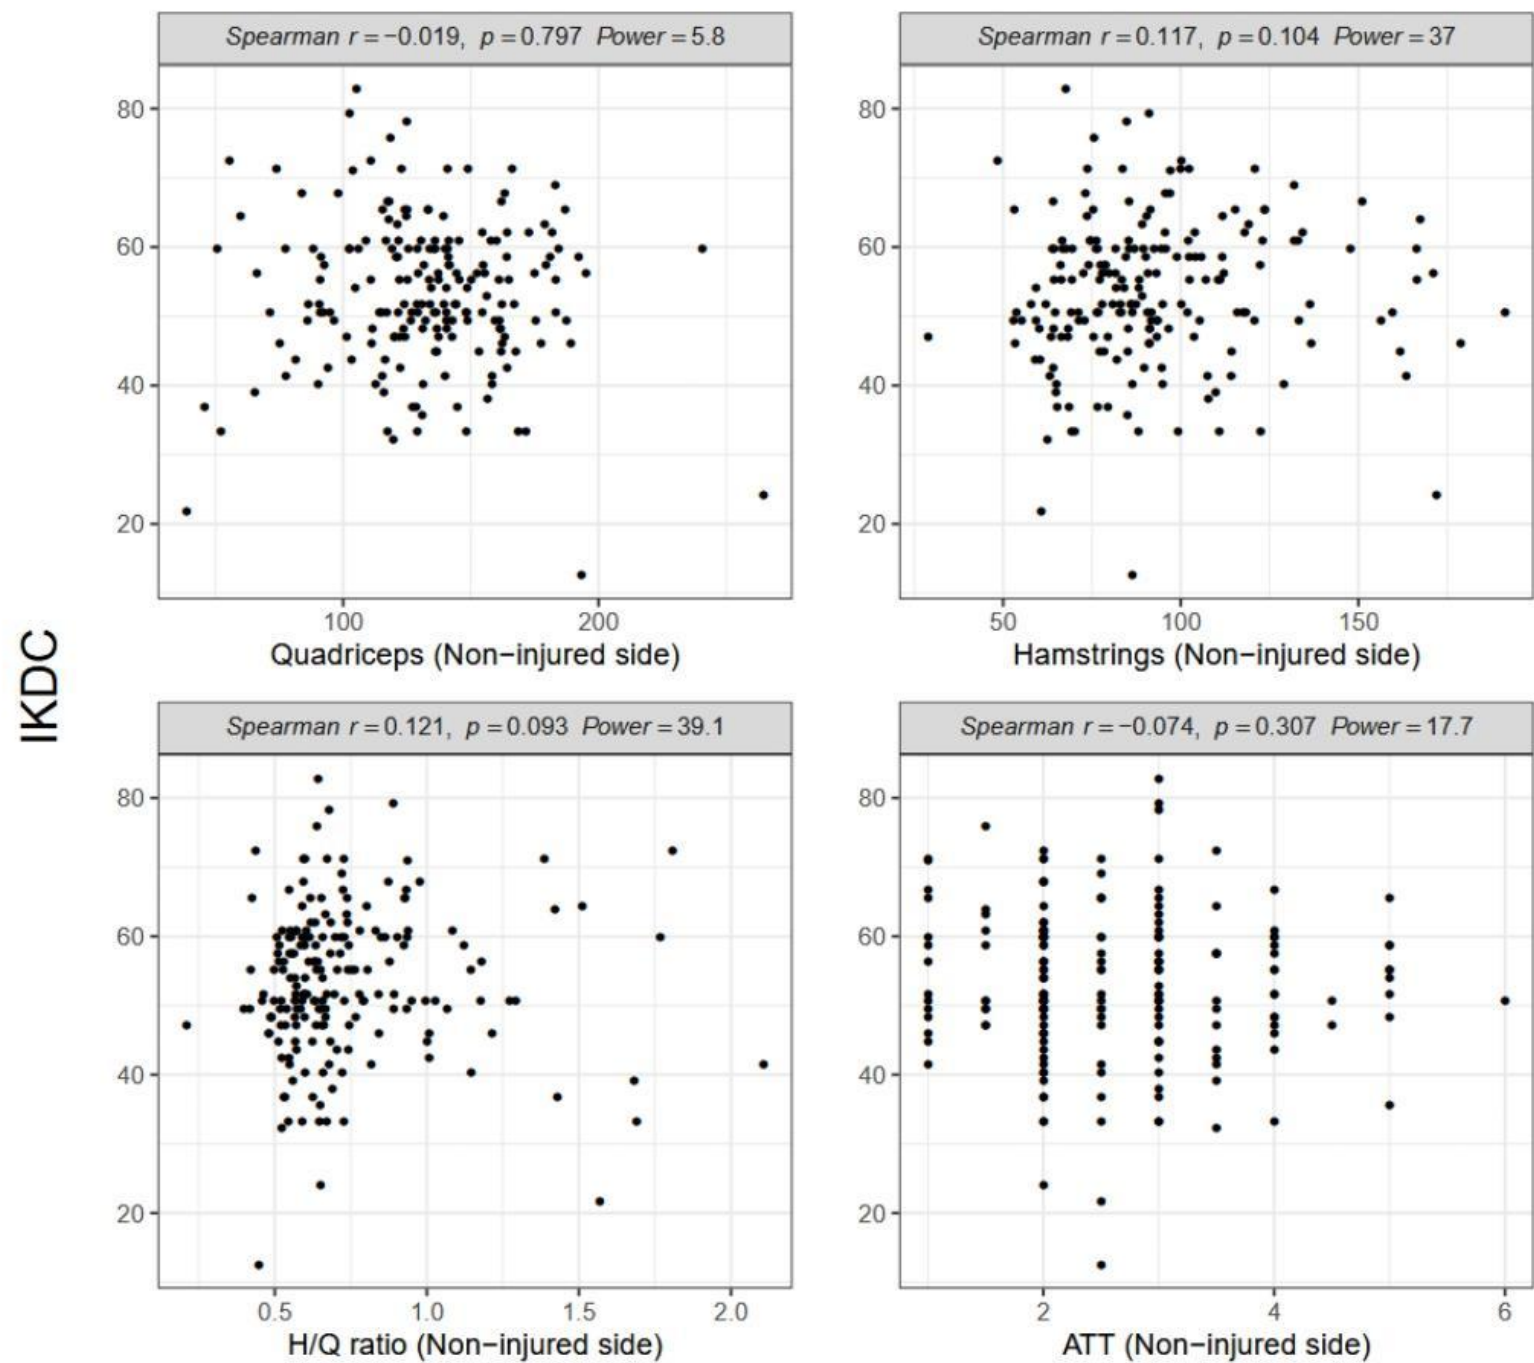 Spearman r = −0.019, p = 0.797 Power = 5.8
80
60
40
20
100 200
Quadriceps (Non−injured side)
Spearman r = 0.117, p = 0.104 Power = 37
80
60
40
20
50 100 150
Hamstrings (Non−injured side)
IKDC
Spearman r = 0.121, p = 0.093 Power = 39.1
80
60
40
20
0.5 1.0 1.5 2.0
H/Q ratio (Non−injured side)
Spearman r = −0.074, p = 0.307 Power = 17.7
80
60
40
20
2 4 6
ATT (Non−injured side)